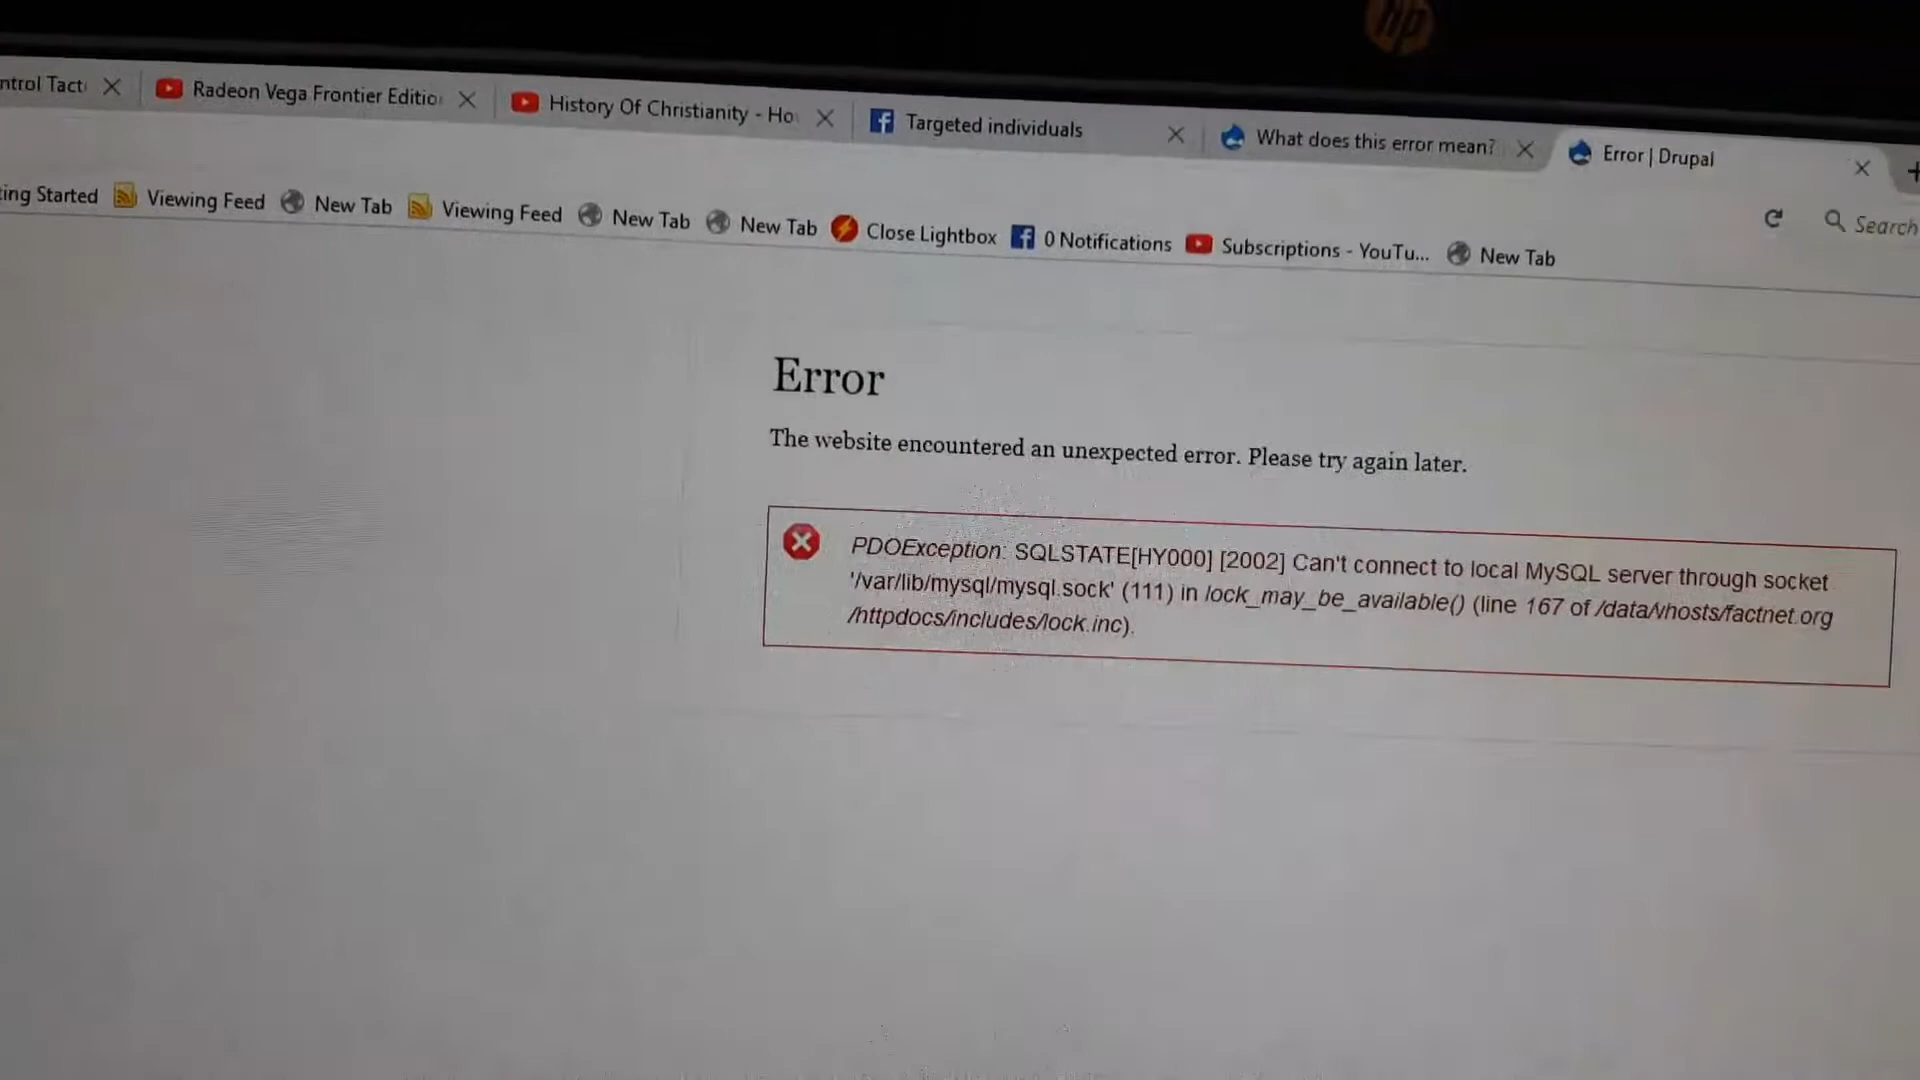 hp
ntrol Tact
Radeon Vega Frontier Editio
History Of Christianity - Ho
Targeted individuals
What does this error mean?
Error | Drupal
ing Started
Viewing Feed
New Tab
Viewing Feed
New Tab
New Tab
Close Lightbox
0 Notifications
Subscriptions - YouTu...
New Tab
Search
Error
The website encountered an unexpected error. Please try again later.
PDOException: SQLSTATE[HY000] [2002] Can't connect to local MySQL server through socket
'/var/lib/mysql/mysql.sock' (111) in lock_may_be_available() (line 167 of /data/vhosts/factnet.org
/httpdocs/includes/lock.inc).